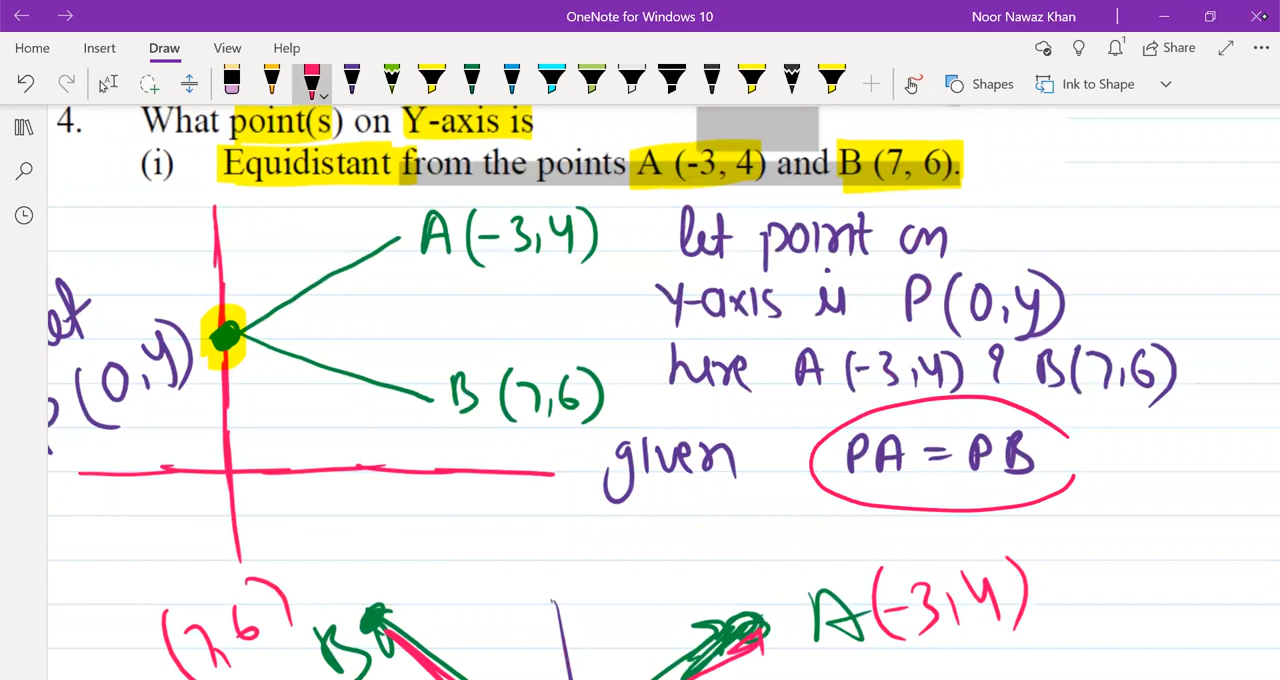 OneNote for Windows 10
Noor Nawaz Khan
Home Insert Draw View Help
1 Share
Shapes Ink to Shape
4. What point(s) on Y-axis is
(i) Equidistant from the points A (-3, 4) and B (7, 6).
A (-3,4)
let point on
Y-axis is P(0,y)
(0,y)
here A (-3,4) & B(7,6)
B (7,6)
given PA = PB
(7,6)
B
A(-3,4)